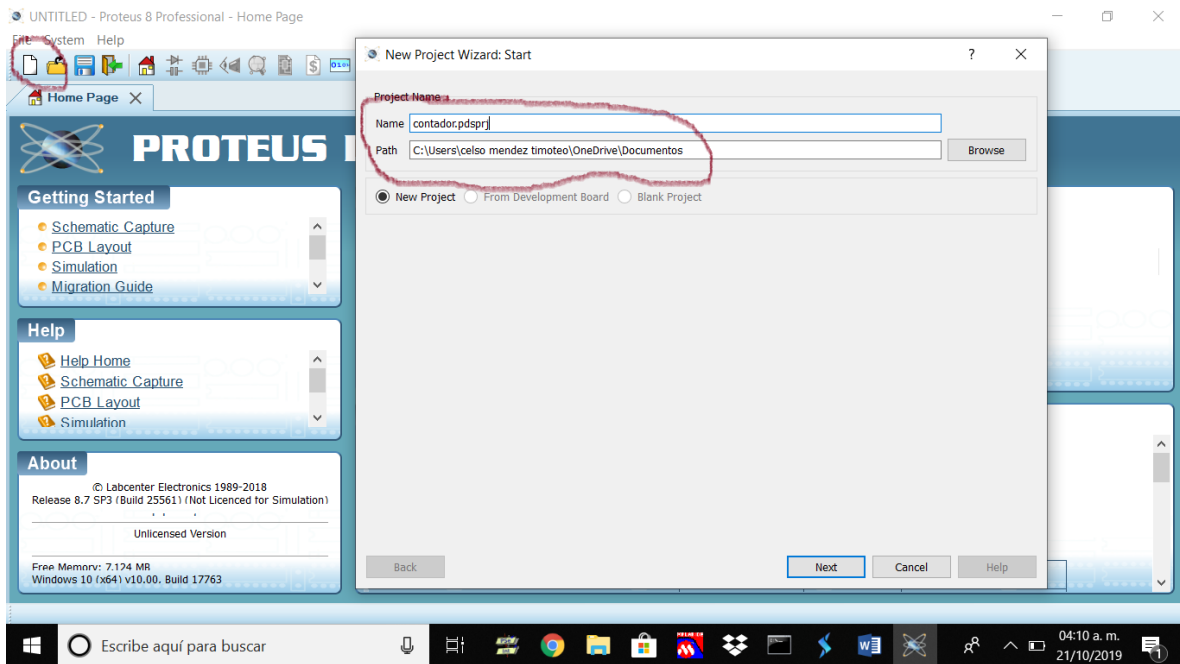 UNTITLED - Proteus 8 Professional - Home Page
File System Help
Home Page
PROTEUS
Getting Started
Schematic Capture
PCB Layout
Simulation
Migration Guide
Help
Help Home
Schematic Capture
PCB Layout
Simulation
About
© Labcenter Electronics 1989-2018
Release 8.7 SP3 (Build 25561) (Not Licenced for Simulation)
Unlicensed Version
Free Memory: 7.124 MB
Windows 10 (x64) v10.00, Build 17763
New Project Wizard: Start
?
Project Name
Name contador.pdsprj
Path C:\Users\celso mendez timoteo\OneDrive\Documentos Browse
New Project From Development Board Blank Project
Back Next Cancel Help
Escribe aquí para buscar
04:10 a. m.
21/10/2019
1